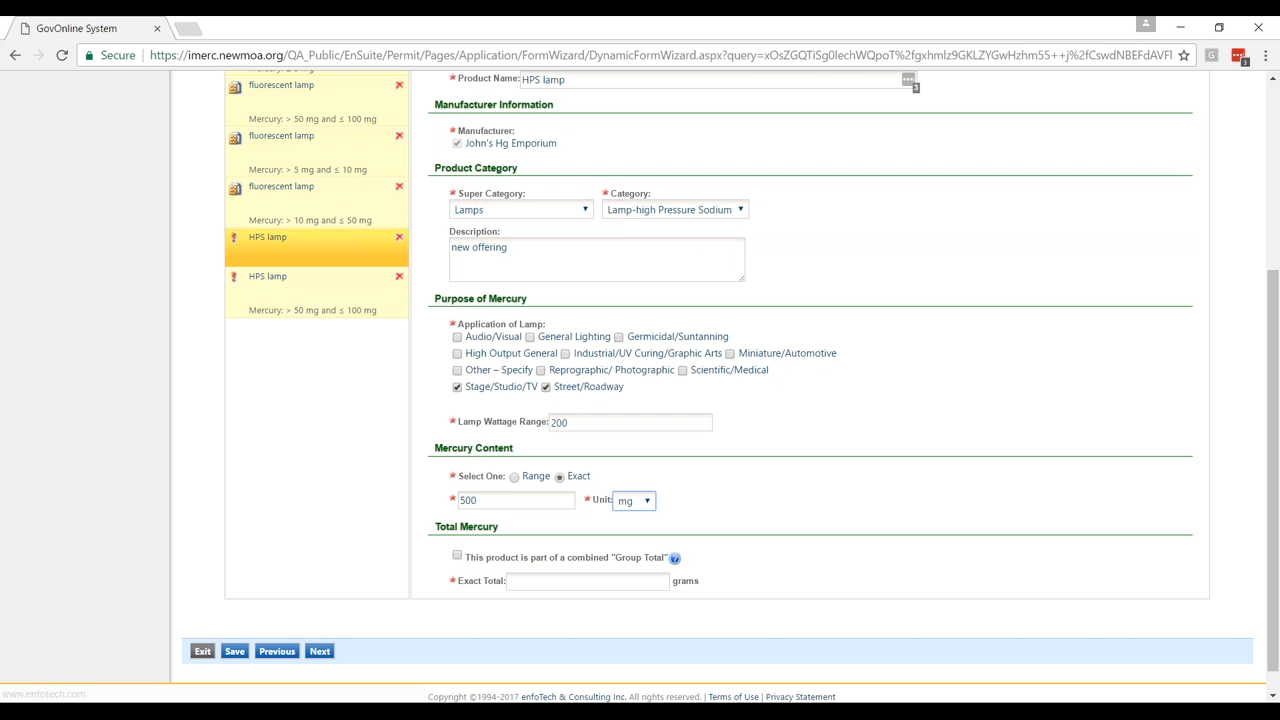 GovOnline System
Secure
https://imerc.newmoa.org/QA_Public/EnSuite/Permit/Pages/Application/FormWizard/DynamicFormWizard.aspx?query=xOsZGQTiSg0lechWQpoT%2fgxhmlz9GKLZYGwHzhm55++j%2fCswdNBEFdAVFl
3
fluorescent lamp
Mercury: > 50 mg and ≤ 100 mg
fluorescent lamp
Mercury: > 5 mg and ≤ 10 mg
fluorescent lamp
Mercury: > 10 mg and ≤ 50 mg
HPS lamp
HPS lamp
Mercury: > 50 mg and ≤ 100 mg
* Product Name: HPS lamp
3
Manufacturer Information
* Manufacturer:
John's Hg Emporium
Product Category
* Super Category: * Category:
Lamps Lamp-high Pressure Sodium
Description:
new offering
Purpose of Mercury
* Application of Lamp:
Audio/Visual General Lighting Germicidal/Suntanning
High Output General Industrial/UV Curing/Graphic Arts Miniature/Automotive
Other – Specify Reprographic/ Photographic Scientific/Medical
Stage/Studio/TV Street/Roadway
* Lamp Wattage Range: 200
Mercury Content
* Select One: Range Exact
* 500 * Unit: mg
Total Mercury
This product is part of a combined "Group Total" ?
* Exact Total: grams
Exit Save Previous Next
www.enfotech.com
Copyright ©1994-2017 enfoTech & Consulting Inc. All rights reserved. | Terms of Use | Privacy Statement